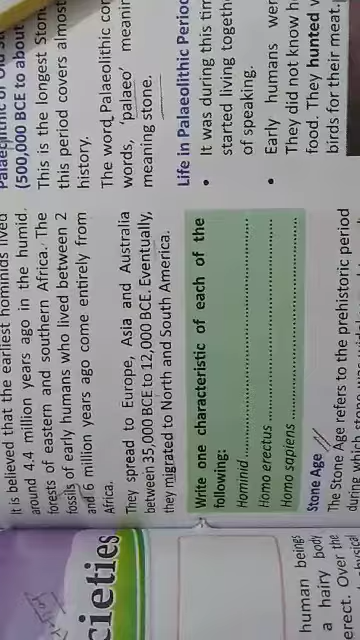 It is believed that the earliest hominids lived
around 4.4 million years ago in the humid.
forests of eastern and southern Africa. The
fossils of early humans who lived between 2
and 6 million years ago come entirely from
Africa.
They spread to Europe, Asia and Australia
between 35,000 BCE to 12,000 BCE. Eventually,
they migrated to North and South America.
Write one characteristic of each of the
following:
Hominid
Homo erectus
Homo sapiens
Stone Age
The Stone Age refers to the prehistoric period
(500,000 BCE to about
This is the longest Ston
this period covers almost
history.
The word Palaeolithic co
words, 'palaeo' meanin
meaning stone.
Life in Palaeolithic Period
• It was during this tim
started living togeth
of speaking.
• Early humans wer
They did not know h
food. They hunted
birds for their meat
cieties
human beings
a hairy body
rect. Over the